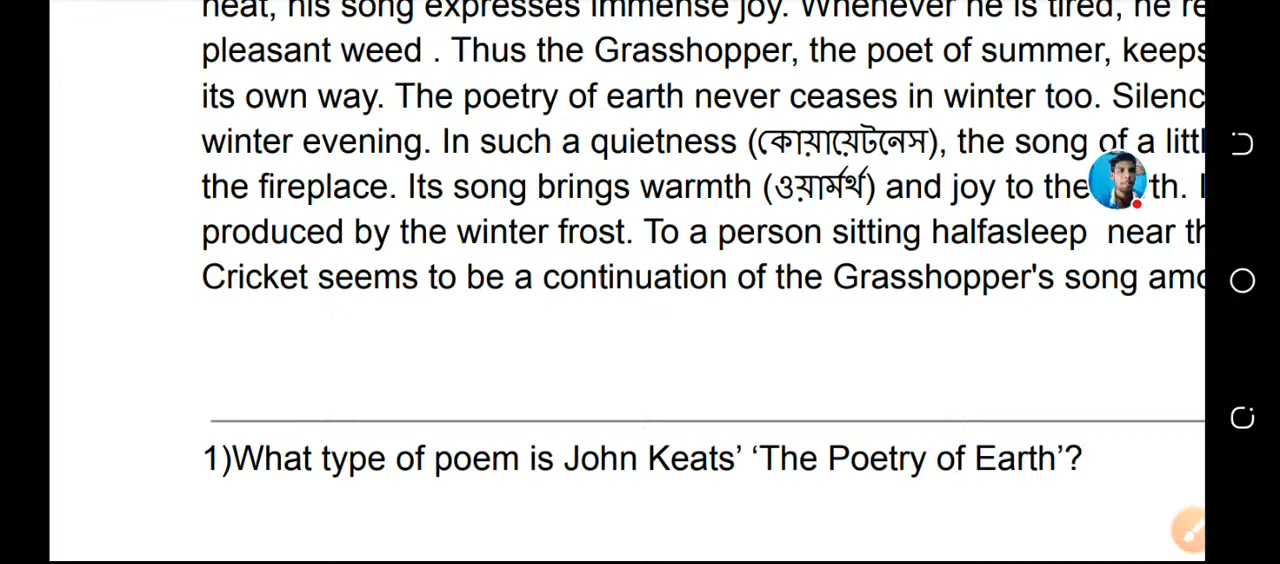 heat, his song expresses immense joy. Whenever he is tired, he re
pleasant weed . Thus the Grasshopper, the poet of summer, keeps
its own way. The poetry of earth never ceases in winter too. Silenc
winter evening. In such a quietness (কোয়ায়েটনেস), the song of a littl
the fireplace. Its song brings warmth (ওয়ার্মর্থ) and joy to the th.
produced by the winter frost. To a person sitting halfasleep near th
Cricket seems to be a continuation of the Grasshopper's song amo
1)What type of poem is John Keats’ ‘The Poetry of Earth’?